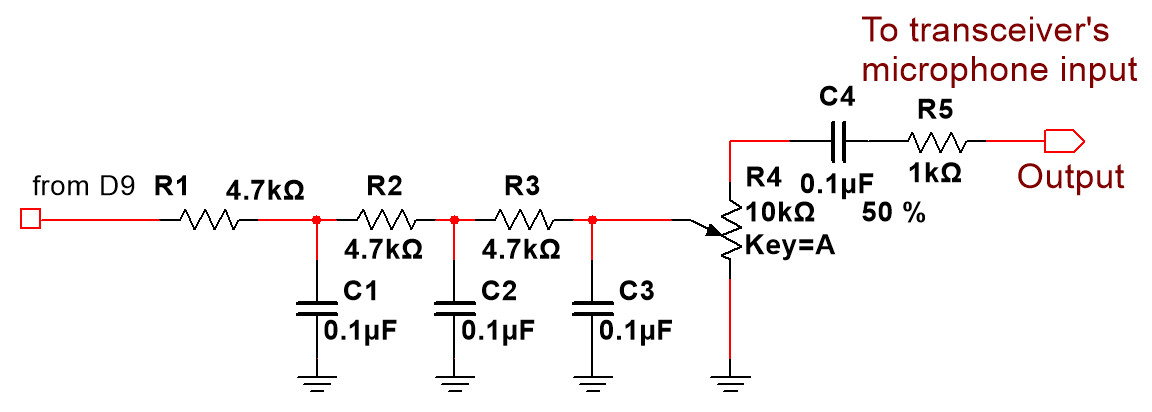 To transceiver's
microphone input
C4
R5
from D9 R1 4.7kΩ R2 R3 R4 0.1µF 1kΩ Output
10kΩ 50 %
4.7kΩ 4.7kΩ Key=A
C1 C2 C3
0.1µF 0.1µF 0.1µF